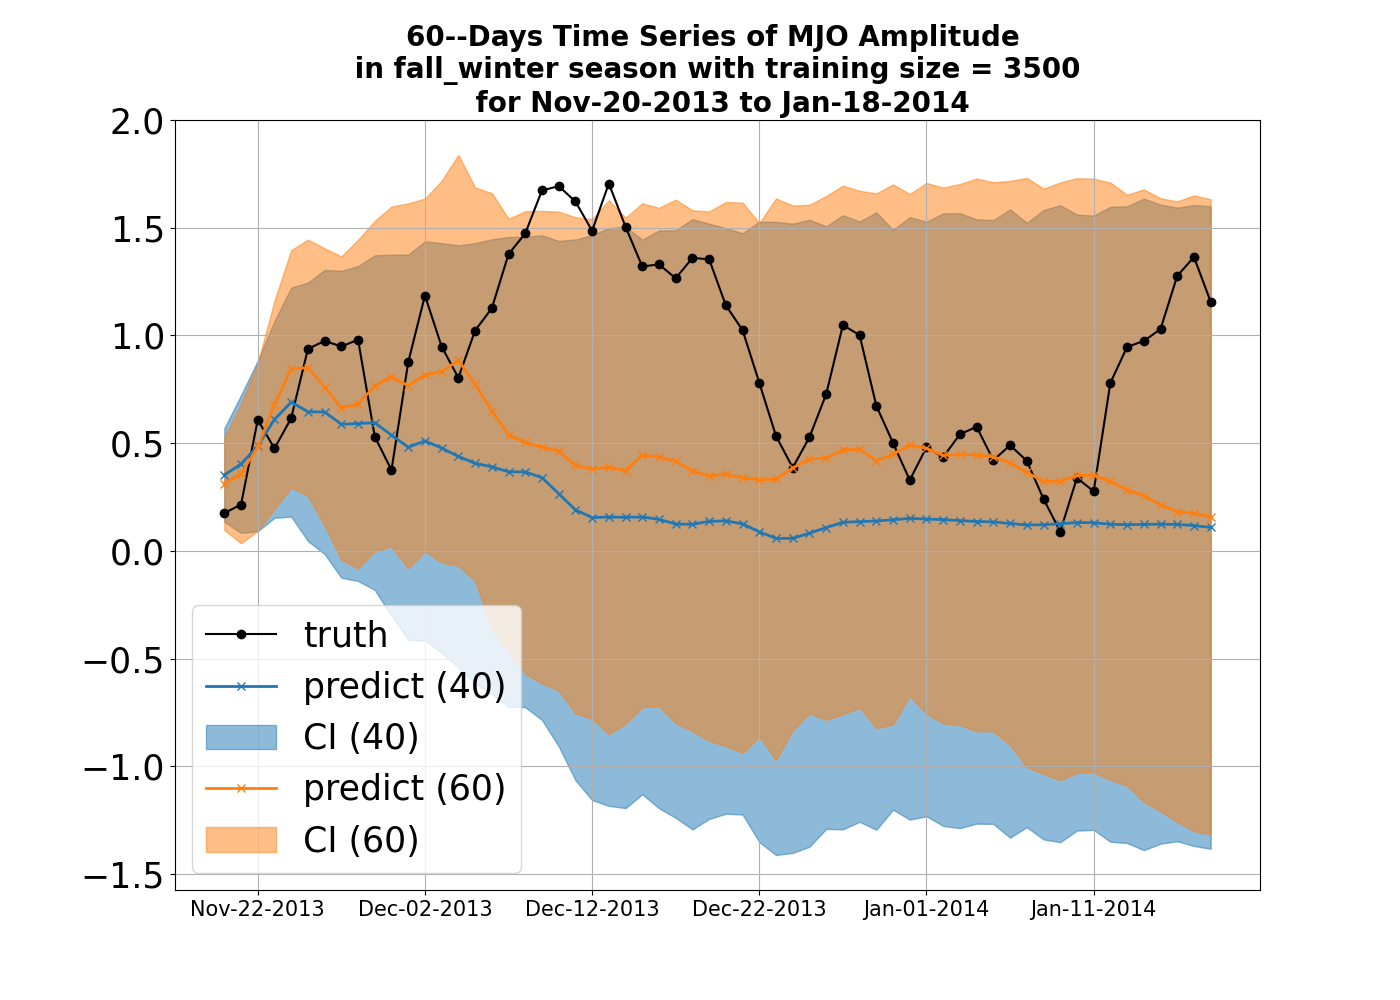 60--Days Time Series of MJO Amplitude
in fall_winter season with training size = 3500
for Nov-20-2013 to Jan-18-2014
2.0
1.5
1.0
0.5
0.0
−0.5
−1.0
−1.5
truth
predict (40)
CI (40)
predict (60)
CI (60)
Nov-22-2013 Dec-02-2013 Dec-12-2013 Dec-22-2013 Jan-01-2014 Jan-11-2014